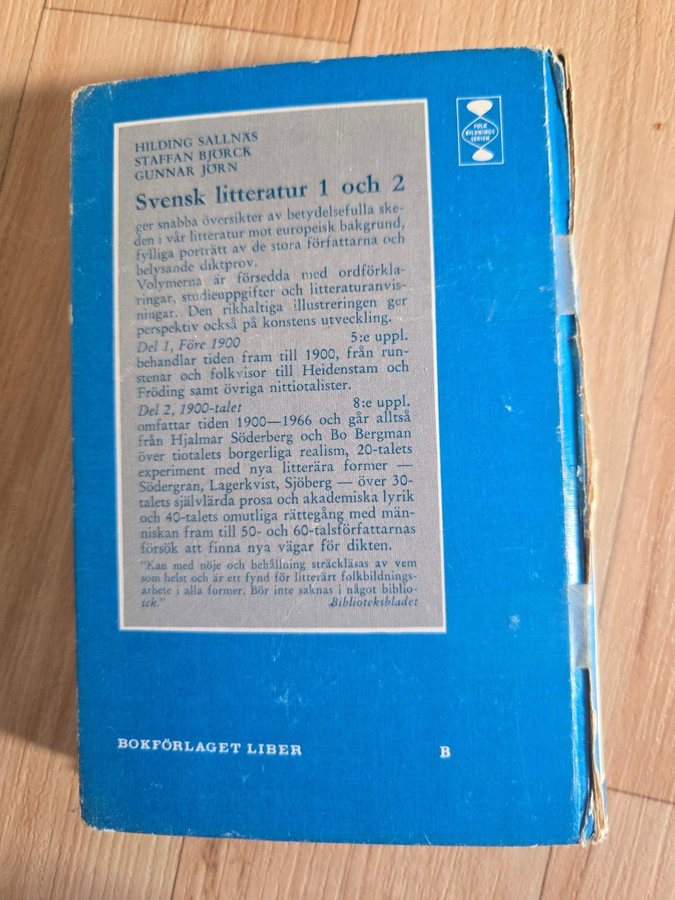 FOLK
BILDNINGS
SERIEN
HILDING SALLNÄS
STAFFAN BJÖRCK
GUNNAR JÖRN
Svensk litteratur 1 och 2
ger snabba översikter av betydelsefulla ske-
den i vår litteratur mot europeisk bakgrund,
fylliga porträtt av de stora författarna och
belysande diktprov.
Volymerna är försedda med ordförkla-
ringar, studieuppgifter och litteraturanvis-
ningar. Den rikhaltiga illustreringen ger
perspektiv också på konstens utveckling.
Del 1, Före 1900 5:e uppl.
behandlar tiden fram till 1900, från run-
stenar och folkvisor till Heidenstam och
Fröding samt övriga nittiotalister.
Del 2, 1900-talet 8:e uppl.
omfattar tiden 1900—1966 och går alltså
från Hjalmar Söderberg och Bo Bergman
över tiotalets borgerliga realism, 20-talets
experiment med nya litterära former —
Södergran, Lagerkvist, Sjöberg — över 30-
talets självlärda prosa och akademiska lyrik
och 40-talets omutliga rättegång med män-
niskan fram till 50- och 60-talsförfattarnas
försök att finna nya vägar för dikten.
"Kan med nöje och behållning sträckläsas av vem
som helst och är ett fynd för litterärt folkbildnings-
arbete i alla former. Bör inte saknas i något biblio-
tek." Biblioteksbladet
BOKFÖRLAGET LIBER B